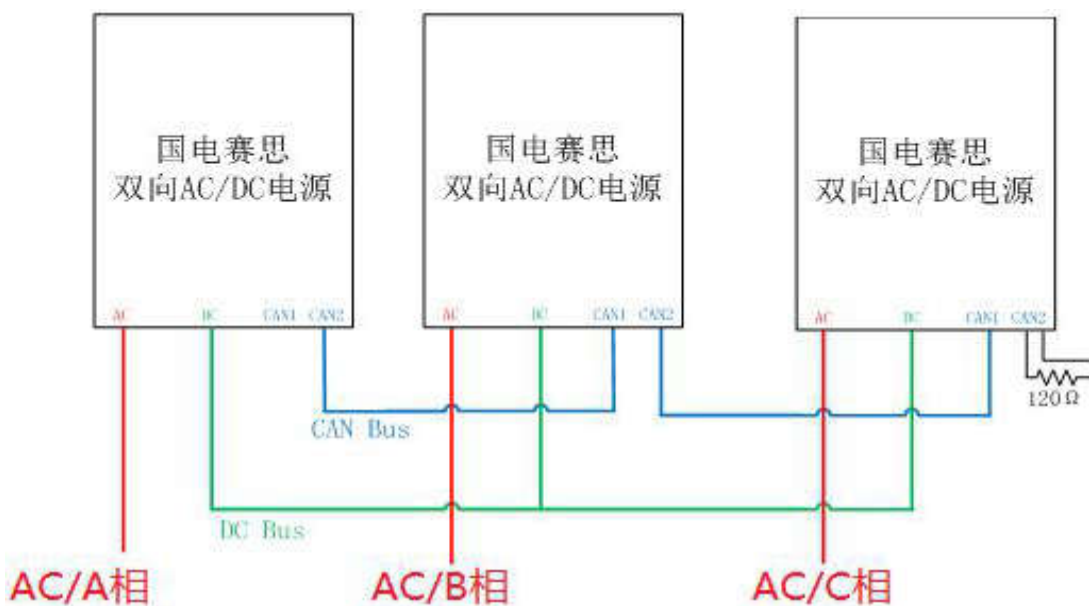 国电赛思
双向AC/DC电源
国电赛思
双向AC/DC电源
国电赛思
双向AC/DC电源
AC DC CAN1 CAN2
AC DC CAN1 CAN2
AC DC CAN1 CAN2
120Ω
CAN Bus
DC Bus
AC/A相
AC/B相
AC/C相